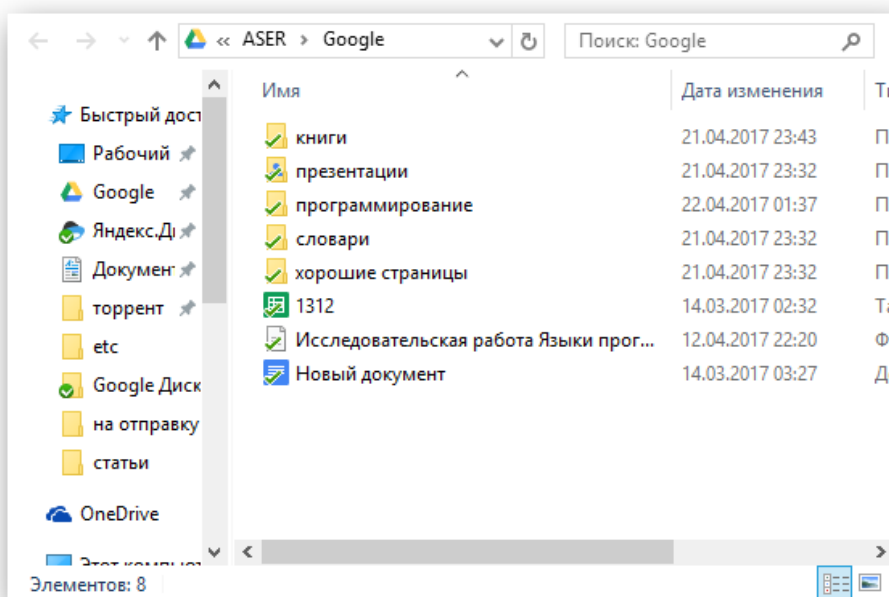 « ASER > Google
Поиск: Google
Имя
Дата изменения
Быстрый дост
Рабочий
Google
Яндекс.Ди
Докумен
торрент
etc
Google Диск
на отправку
статьи
OneDrive
Этот компьют
книги 21.04.2017 23:43 П
презентации 21.04.2017 23:32 П
программирование 22.04.2017 01:37 П
словари 21.04.2017 23:32 П
хорошие страницы 21.04.2017 23:32 П
1312 14.03.2017 02:32 Та
Исследовательская работа Языки прог... 12.04.2017 22:20 Ф
Новый документ 14.03.2017 03:27 Д
Элементов: 8